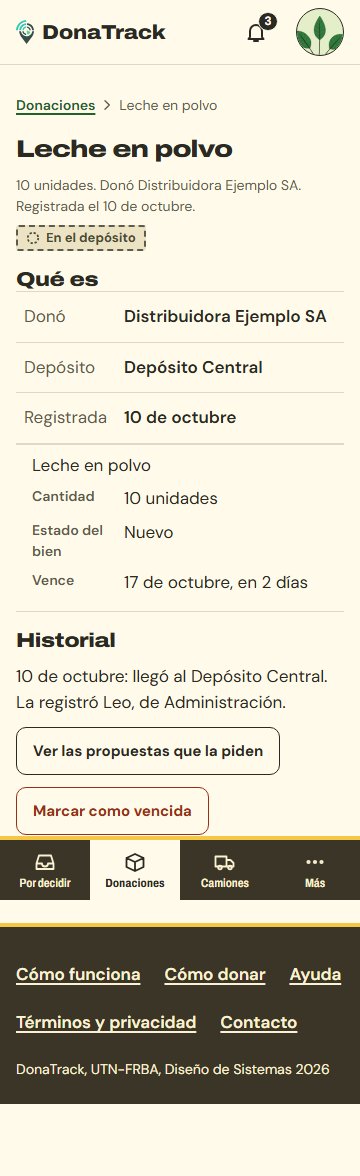 DonaTrack
3
Donaciones > Leche en polvo
Leche en polvo
10 unidades. Donó Distribuidora Ejemplo SA.
Registrada el 10 de octubre.
En el depósito
Qué es
Donó Distribuidora Ejemplo SA
Depósito Depósito Central
Registrada 10 de octubre
Leche en polvo
Cantidad 10 unidades
Estado del bien Nuevo
Vence 17 de octubre, en 2 días
Historial
10 de octubre: llegó al Depósito Central.
La registró Leo, de Administración.
Ver las propuestas que la piden
Marcar como vencida
Por decidir Donaciones Camiones Más
Cómo funciona Cómo donar Ayuda
Términos y privacidad Contacto
DonaTrack, UTN-FRBA, Diseño de Sistemas 2026